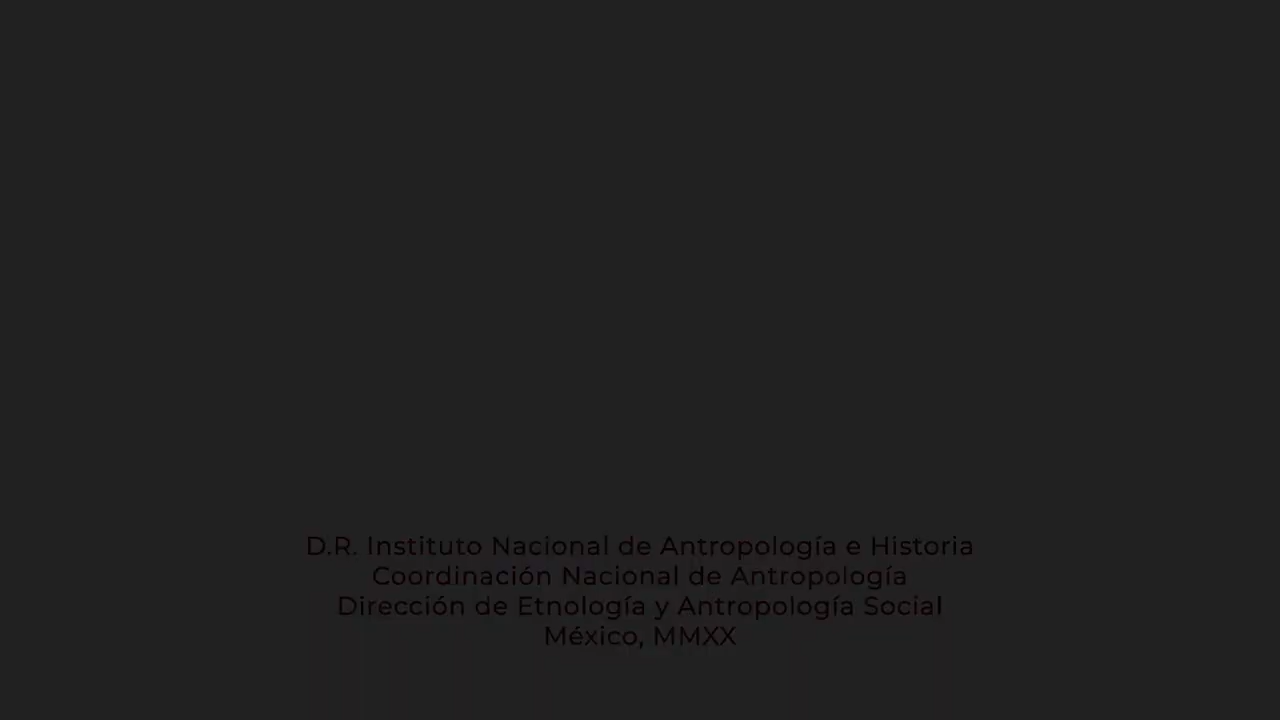 D.R. Instituto Nacional de Antropología e Historia
Coordinación Nacional de Antropología
Dirección de Etnología y Antropología Social
México, MMXX